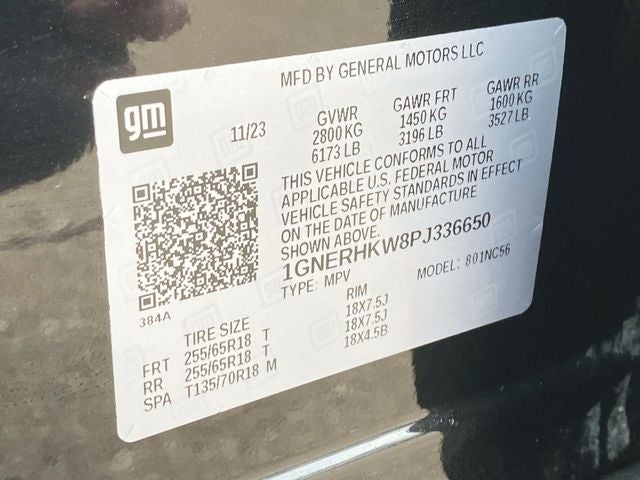 MFD BY GENERAL MOTORS LLC
gm
11/23
GVWR
2800 KG
6173 LB
GAWR FRT
1450 KG
3196 LB
GAWR RR
1600 KG
3527 LB
THIS VEHICLE CONFORMS TO ALL
APPLICABLE U.S. FEDERAL MOTOR
VEHICLE SAFETY STANDARDS IN EFFECT
ON THE DATE OF MANUFACTURE
SHOWN ABOVE.
1GNERHKW8PJ336650
TYPE: MPV
MODEL: 801NC56
384A
TIRE SIZE RIM
FRT 255/65R18 T 18X7.5J
RR 255/65R18 T 18X7.5J
SPA T135/70R18 M 18X4.5B